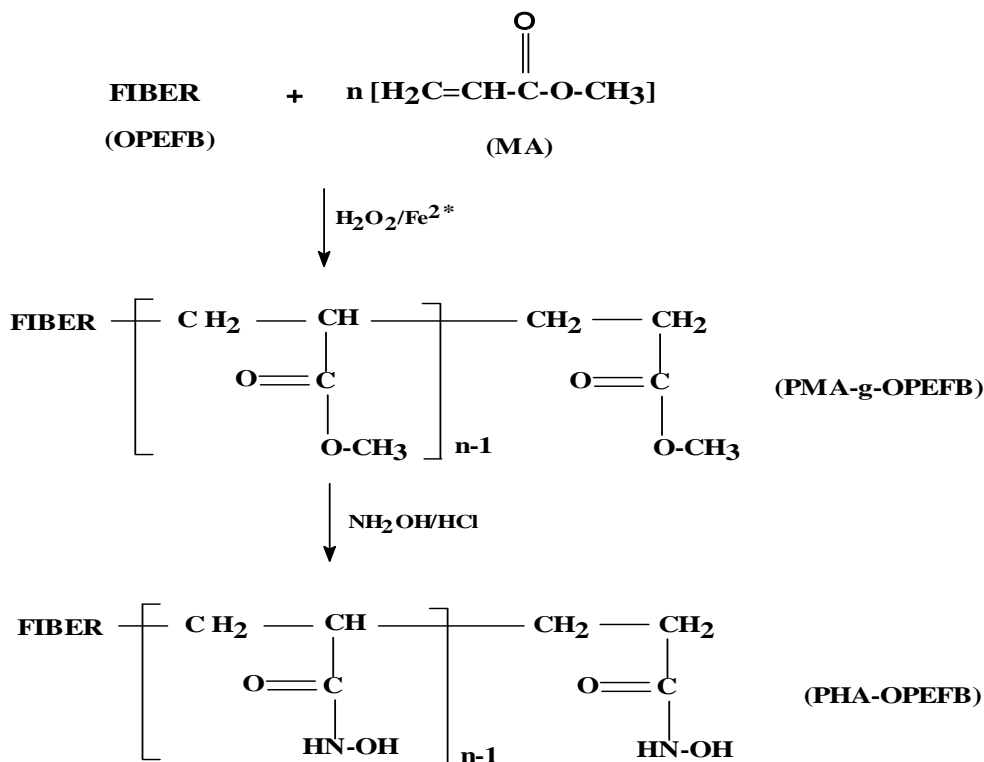 O
FIBER + n [H2C=CH-C-O-CH3]
(OPEFB) (MA)
H2O2/Fe2*
FIBER CH2 CH CH2 CH2
O C O C (PMA-g-OPEFB)
O-CH3 n-1 O-CH3
NH2OH/HCl
FIBER CH2 CH CH2 CH2
O C O C (PHA-OPEFB)
HN-OH n-1 HN-OH